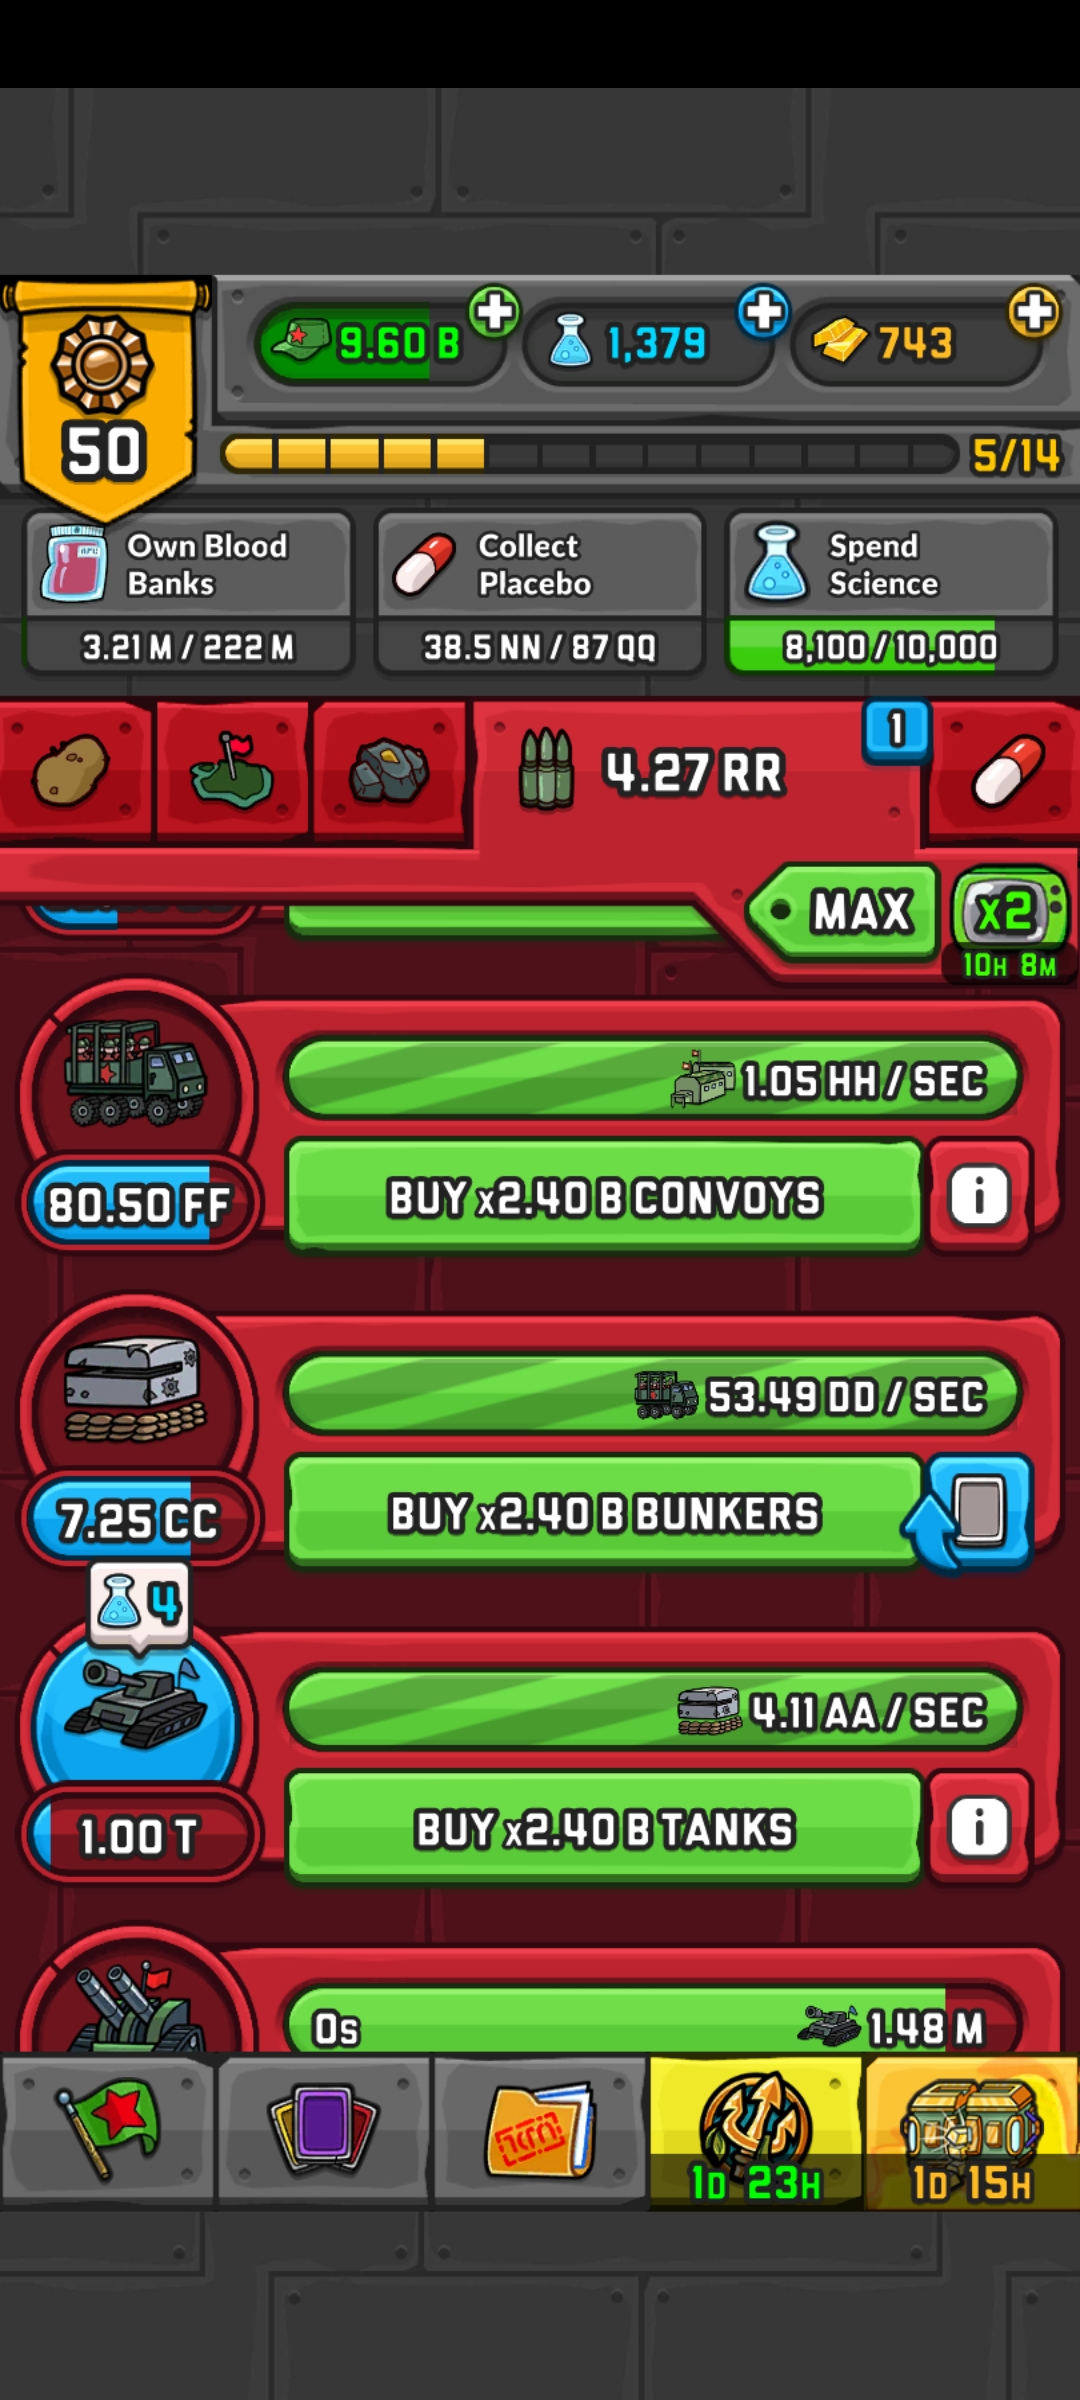 9.60 B
1,379
743
50
5/14
Own Blood
Banks
3.21 M / 222 M
Collect
Placebo
38.5 NN / 87 QQ
Spend
Science
8,100 / 10,000
4.27 RR
1
MAX
x2
10H 8M
1.05 HH / SEC
80.50 FF
BUY x2.40 B CONVOYS
i
53.49 DD / SEC
7.25 CC
BUY x2.40 B BUNKERS
4
4.11 AA / SEC
1.00 T
BUY x2.40 B TANKS
i
0s
1.48 M
1D 23H
1D 15H